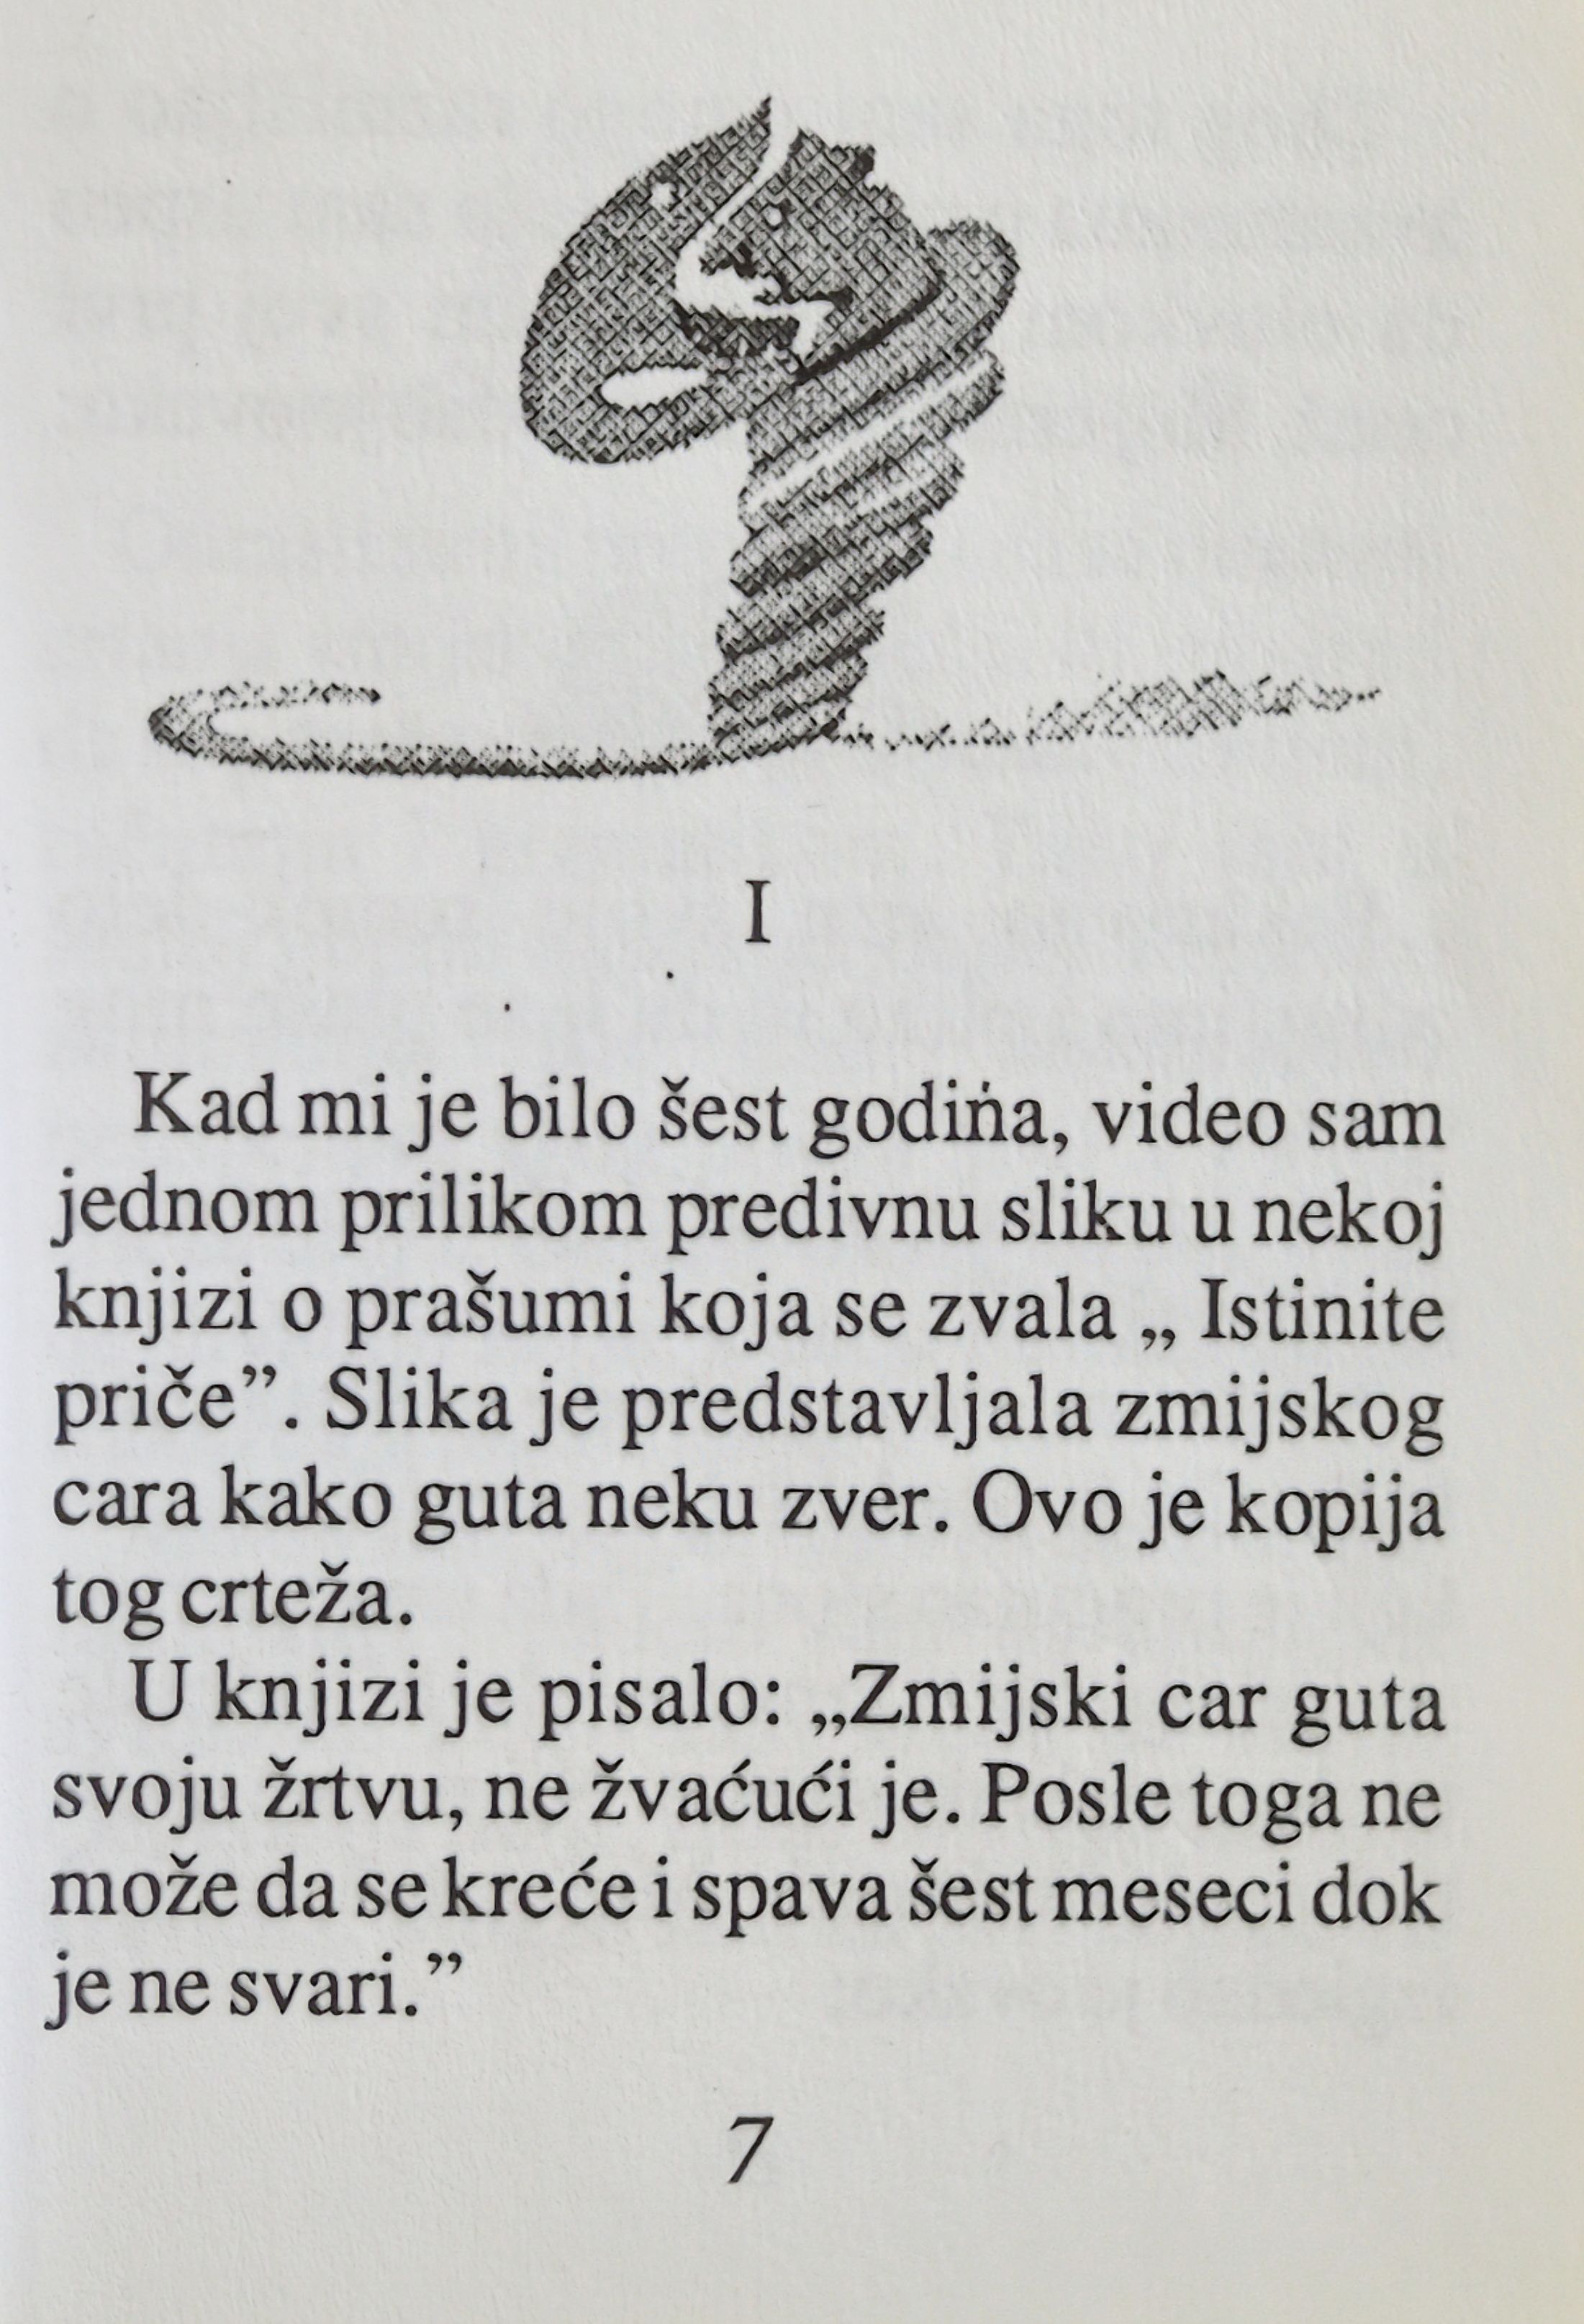 I
Kad mi je bilo šest godina, video sam
jednom prilikom predivnu sliku u nekoj
knjizi o prašumi koja se zvala „ Istinite
priče”. Slika je predstavljala zmijskog
cara kako guta neku zver. Ovo je kopija
tog crteža.
U knjizi je pisalo: „Zmijski car guta
svoju žrtvu, ne žvaćući je. Posle toga ne
može da se kreće i spava šest meseci dok
je ne svari.”
7